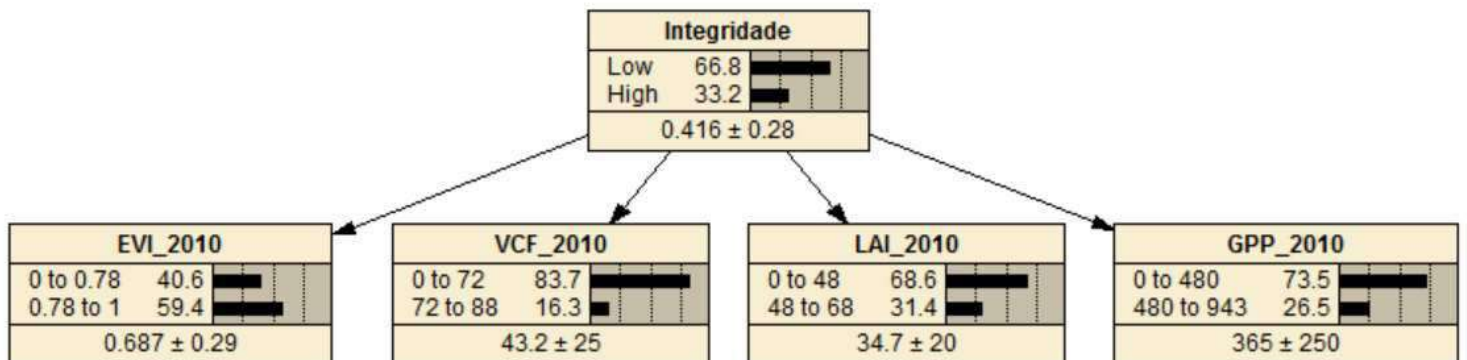 Integridade
Low 66.8
High 33.2
0.416 ± 0.28
EVI_2010
0 to 0.78 40.6
0.78 to 1 59.4
0.687 ± 0.29
VCF_2010
0 to 72 83.7
72 to 88 16.3
43.2 ± 25
LAI_2010
0 to 48 68.6
48 to 68 31.4
34.7 ± 20
GPP_2010
0 to 480 73.5
480 to 943 26.5
365 ± 250